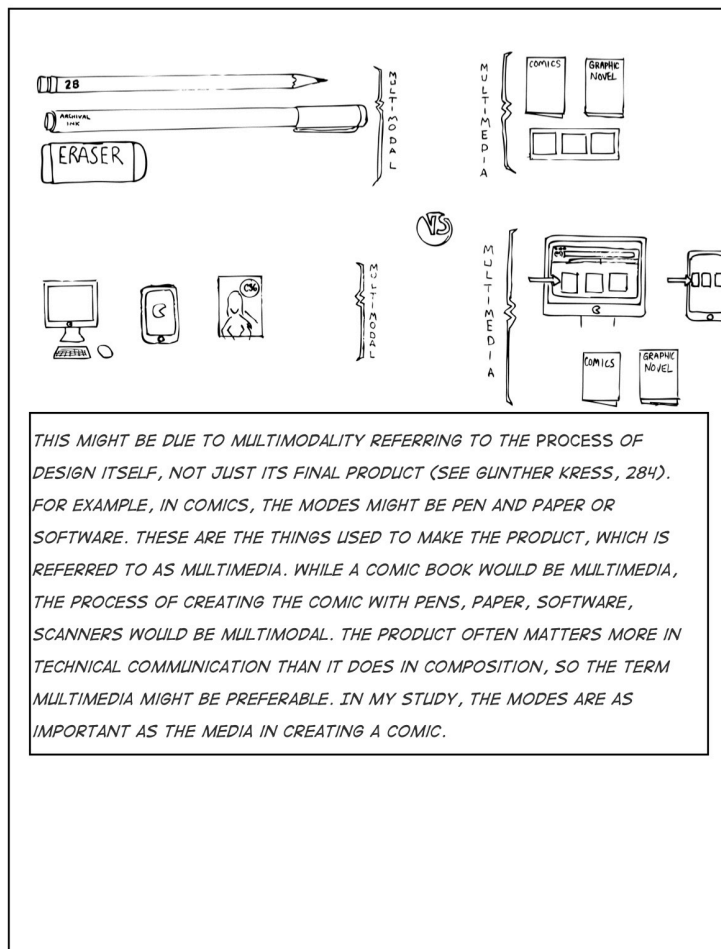 2B
ARCHIVAL
INK
ERASER
MULTIMODAL
MULTIMEDIA
COMICS
GRAPHIC
NOVEL
VS
MULTIMODAL
MULTIMEDIA
COMICS
GRAPHIC
NOVEL
THIS MIGHT BE DUE TO MULTIMODALITY REFERRING TO THE PROCESS OF
DESIGN ITSELF, NOT JUST ITS FINAL PRODUCT (SEE GUNTHER KRESS, 284).
FOR EXAMPLE, IN COMICS, THE MODES MIGHT BE PEN AND PAPER OR
SOFTWARE. THESE ARE THE THINGS USED TO MAKE THE PRODUCT, WHICH IS
REFERRED TO AS MULTIMEDIA. WHILE A COMIC BOOK WOULD BE MULTIMEDIA,
THE PROCESS OF CREATING THE COMIC WITH PENS, PAPER, SOFTWARE,
SCANNERS WOULD BE MULTIMODAL. THE PRODUCT OFTEN MATTERS MORE IN
TECHNICAL COMMUNICATION THAN IT DOES IN COMPOSITION, SO THE TERM
MULTIMEDIA MIGHT BE PREFERABLE. IN MY STUDY, THE MODES ARE AS
IMPORTANT AS THE MEDIA IN CREATING A COMIC.